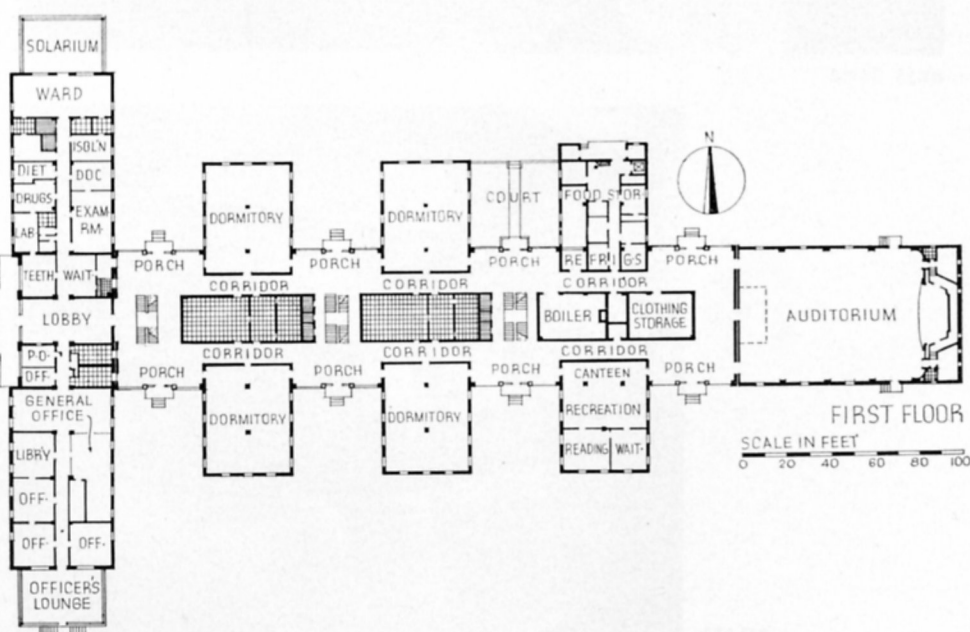 SOLARIUM
WARD
ISOL'N
DIET
DOC
DRUGS
EXAM
RM-
LAB
TEETH
WAIT-
LOBBY
P-O-
OFF-
GENERAL
OFFICE
LIBR'Y
OFF-
OFF-
OFF-
OFFICER'S
LOUNGE
PORCH
DORMITORY
PORCH
DORMITORY
COURT
PORCH
FOOD STOR-
REFRIG-S
PORCH
N
CORRIDOR
CORRIDOR
CORRIDOR
BOILER
CLOTHING
STORAGE
AUDITORIUM
CORRIDOR
CORRIDOR
CORRIDOR
PORCH
DORMITORY
PORCH
DORMITORY
PORCH
CANTEEN
RECREATION
READING
WAIT-
PORCH
FIRST FLOOR
SCALE IN FEET
0 20 40 60 80 100